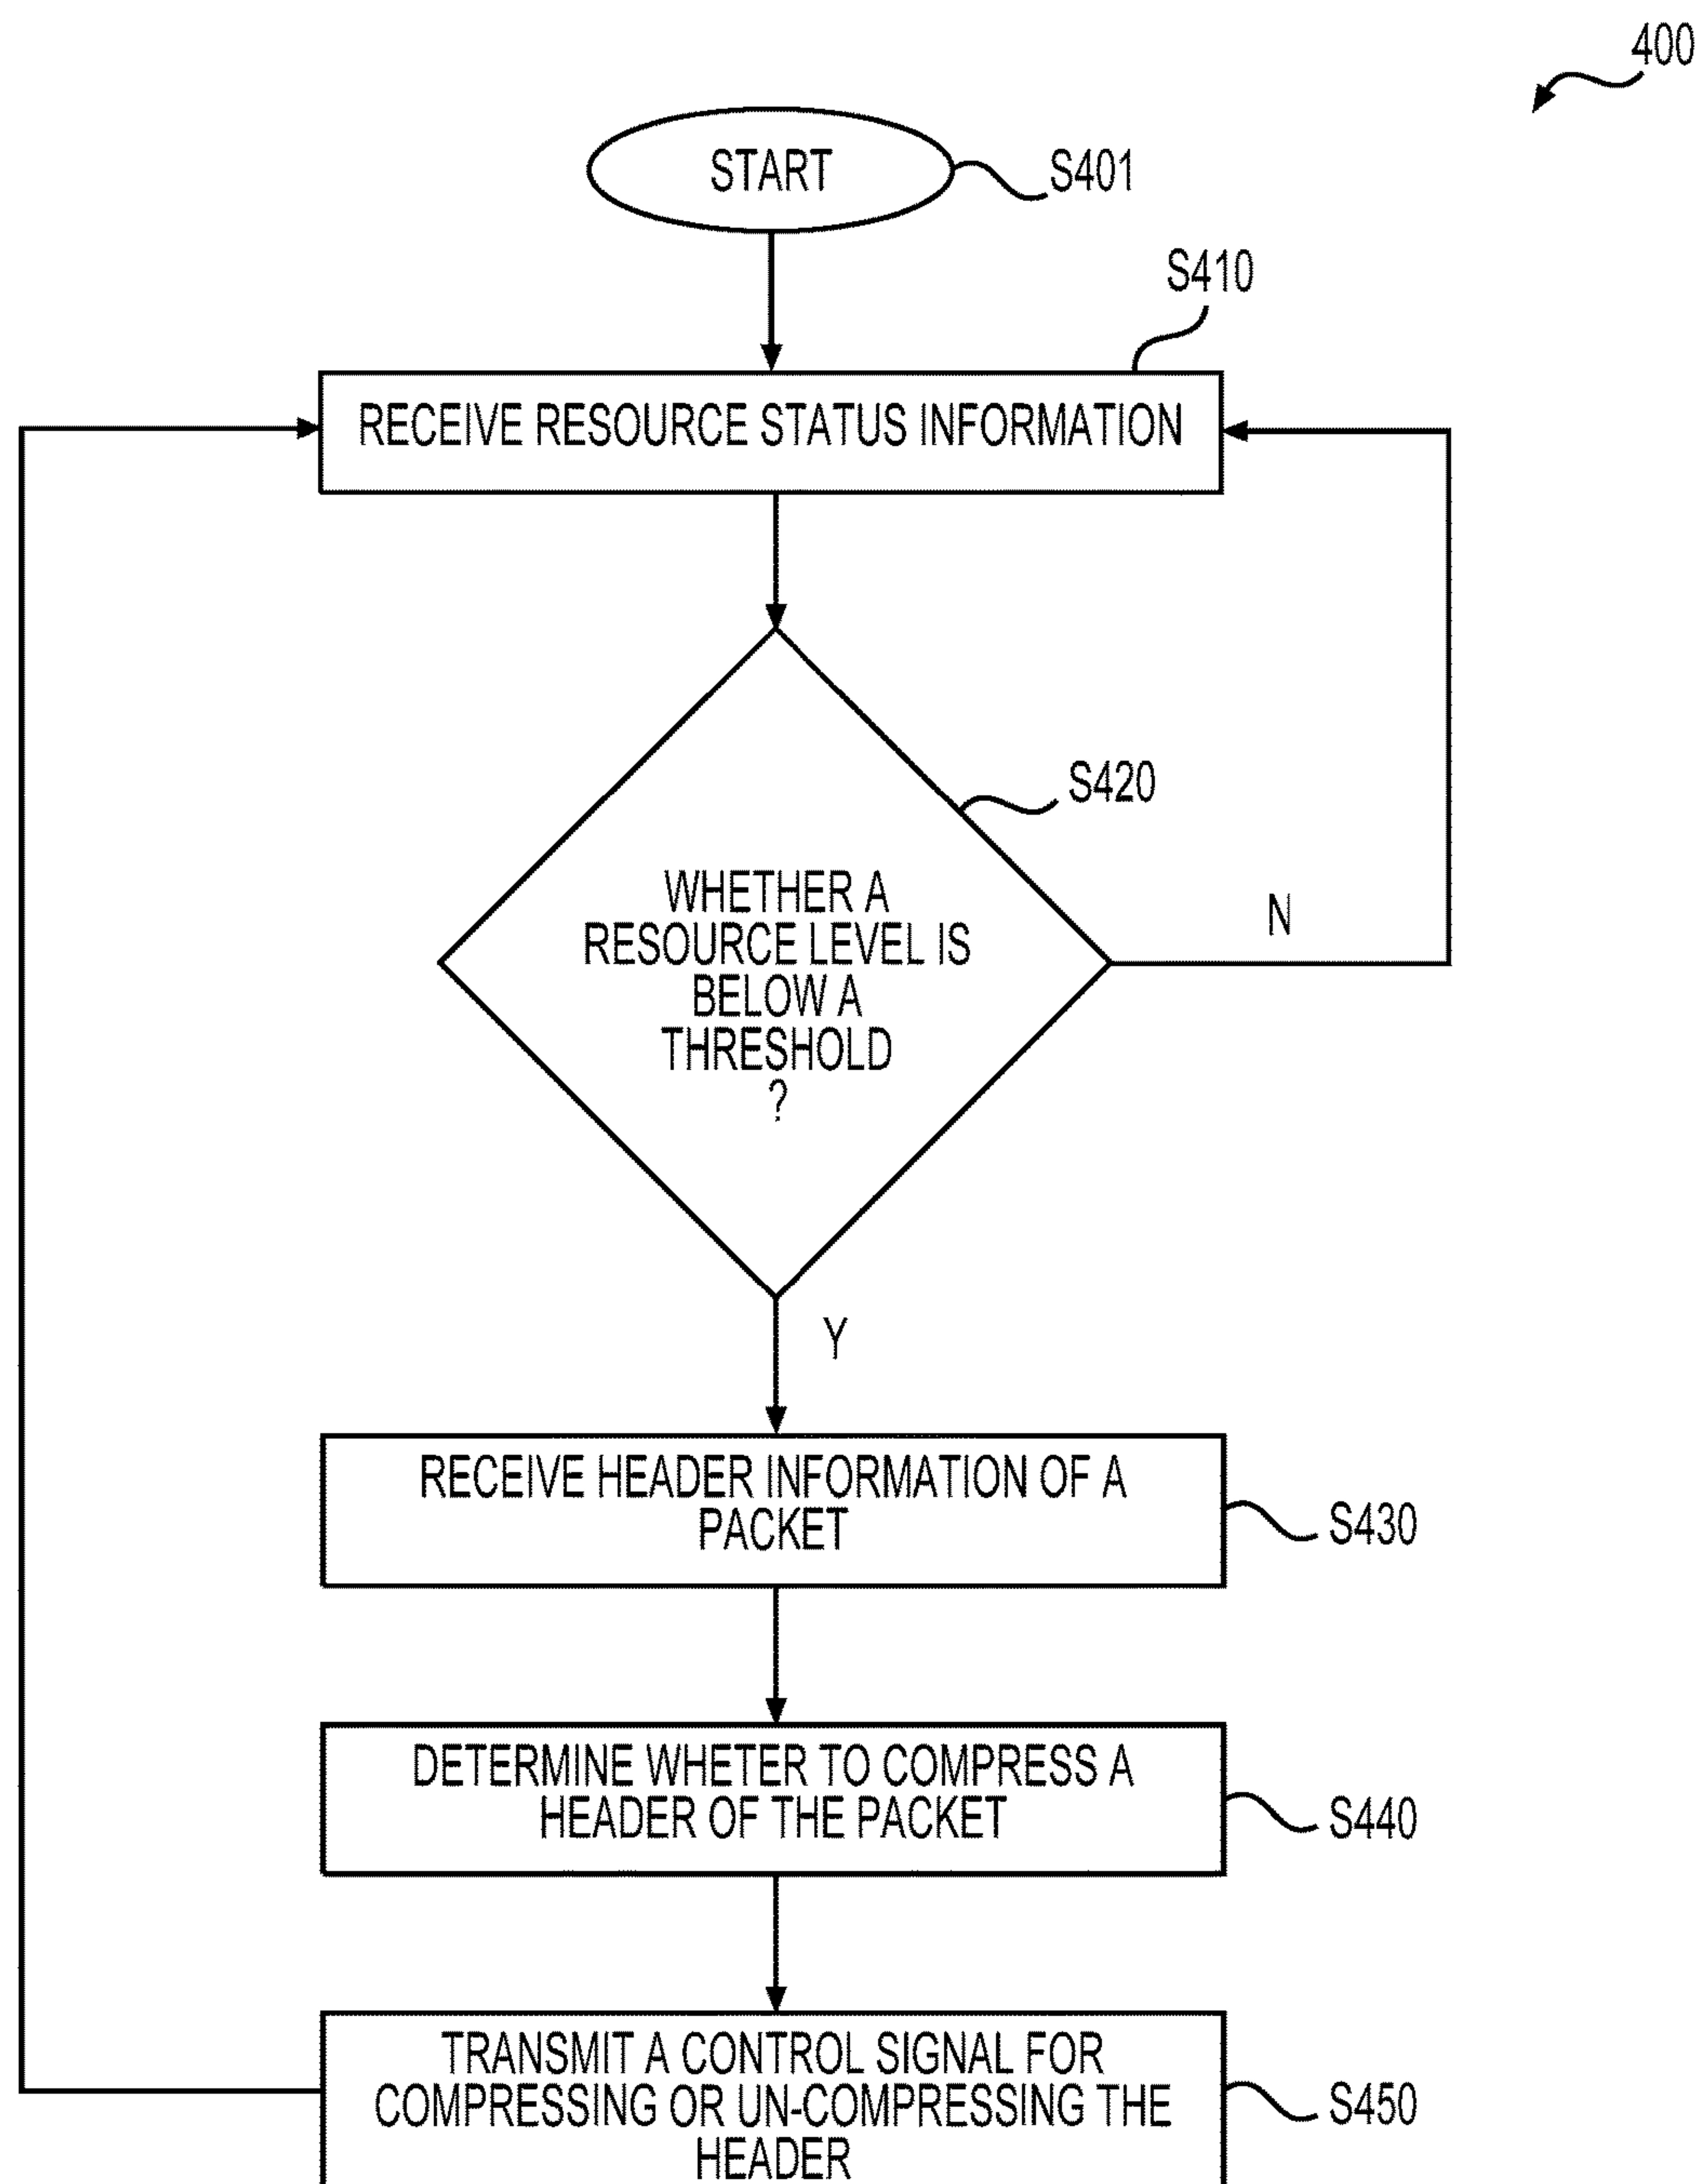 400
START
S401
S410
RECEIVE RESOURCE STATUS INFORMATION
S420
WHETHER A
RESOURCE LEVEL IS
BELOW A
THRESHOLD
?
N
Y
RECEIVE HEADER INFORMATION OF A
PACKET
S430
DETERMINE WHETER TO COMPRESS A
HEADER OF THE PACKET
S440
TRANSMIT A CONTROL SIGNAL FOR
COMPRESSING OR UN-COMPRESSING THE
HEADER
S450